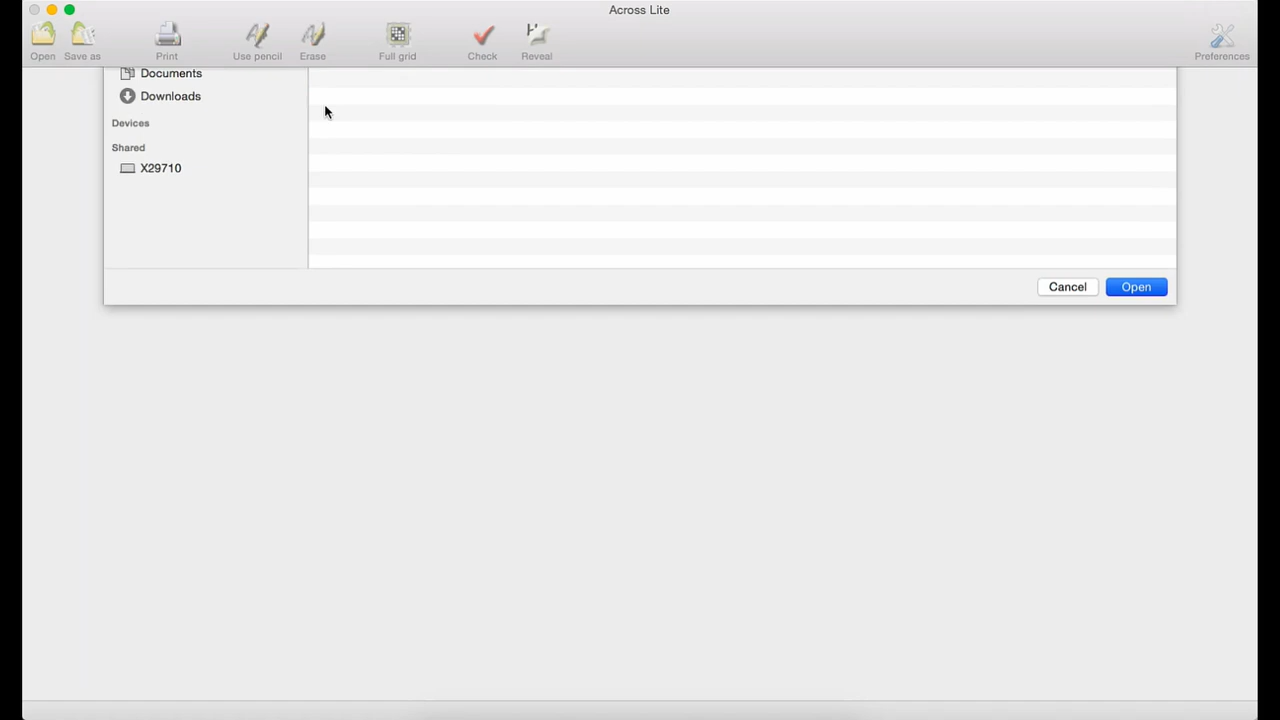 Across Lite
Open Save as Print Use pencil Erase Full grid Check Reveal Preferences
Documents
Downloads
Devices
Shared
X29710
Cancel Open